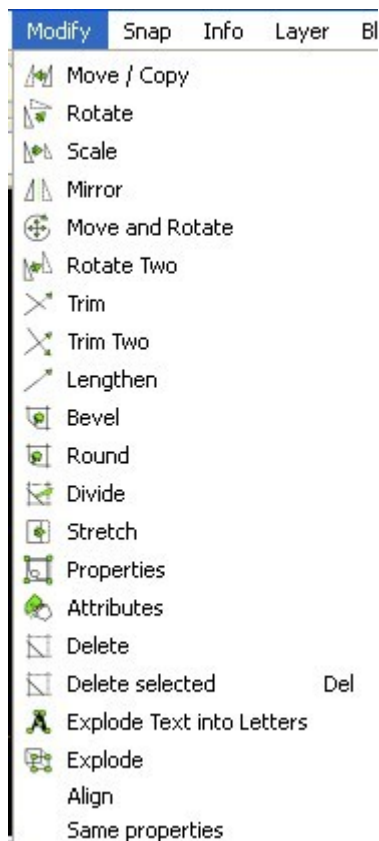 Modify Snap Info Layer Bl
Move / Copy
Rotate
Scale
Mirror
Move and Rotate
Rotate Two
Trim
Trim Two
Lengthen
Bevel
Round
Divide
Stretch
Properties
Attributes
Delete
Delete selected Del
Explode Text into Letters
Explode
Align
Same properties